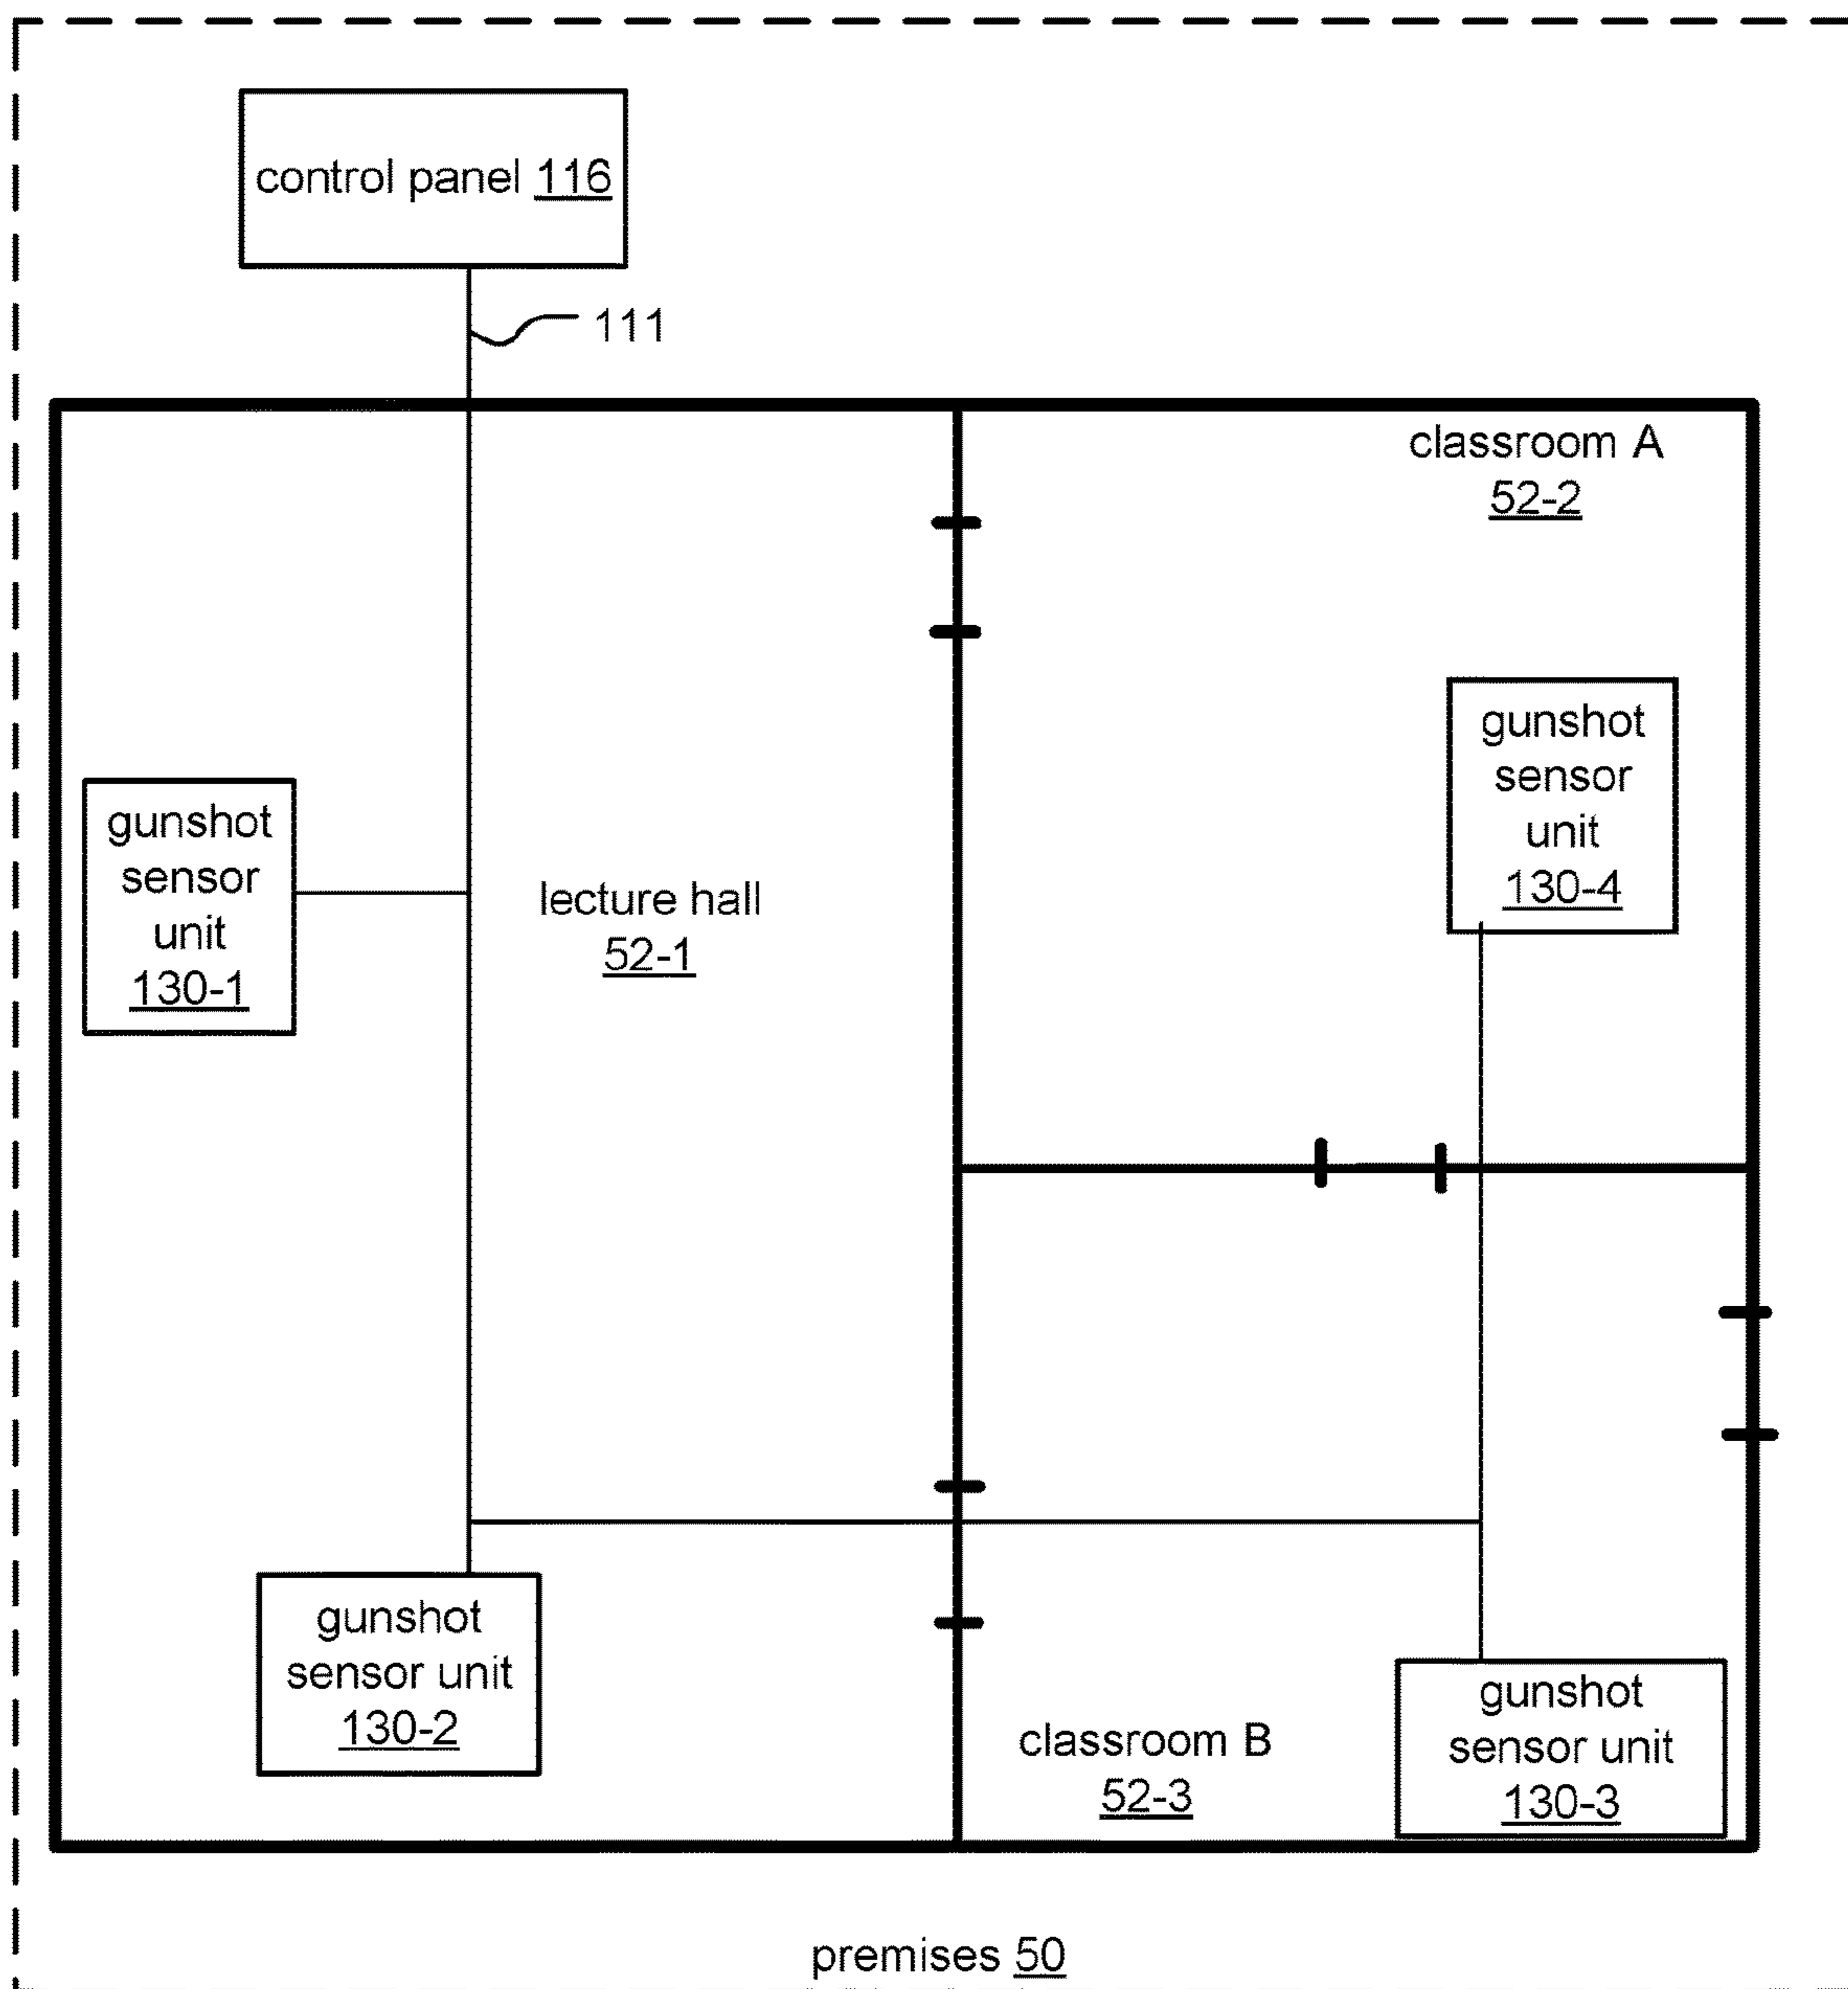 control panel 116
111
classroom A
52-2
gunshot
sensor
unit
130-4
gunshot
sensor
unit
130-1
lecture hall
52-1
gunshot
sensor unit
130-2
classroom B
52-3
gunshot
sensor unit
130-3
premises 50